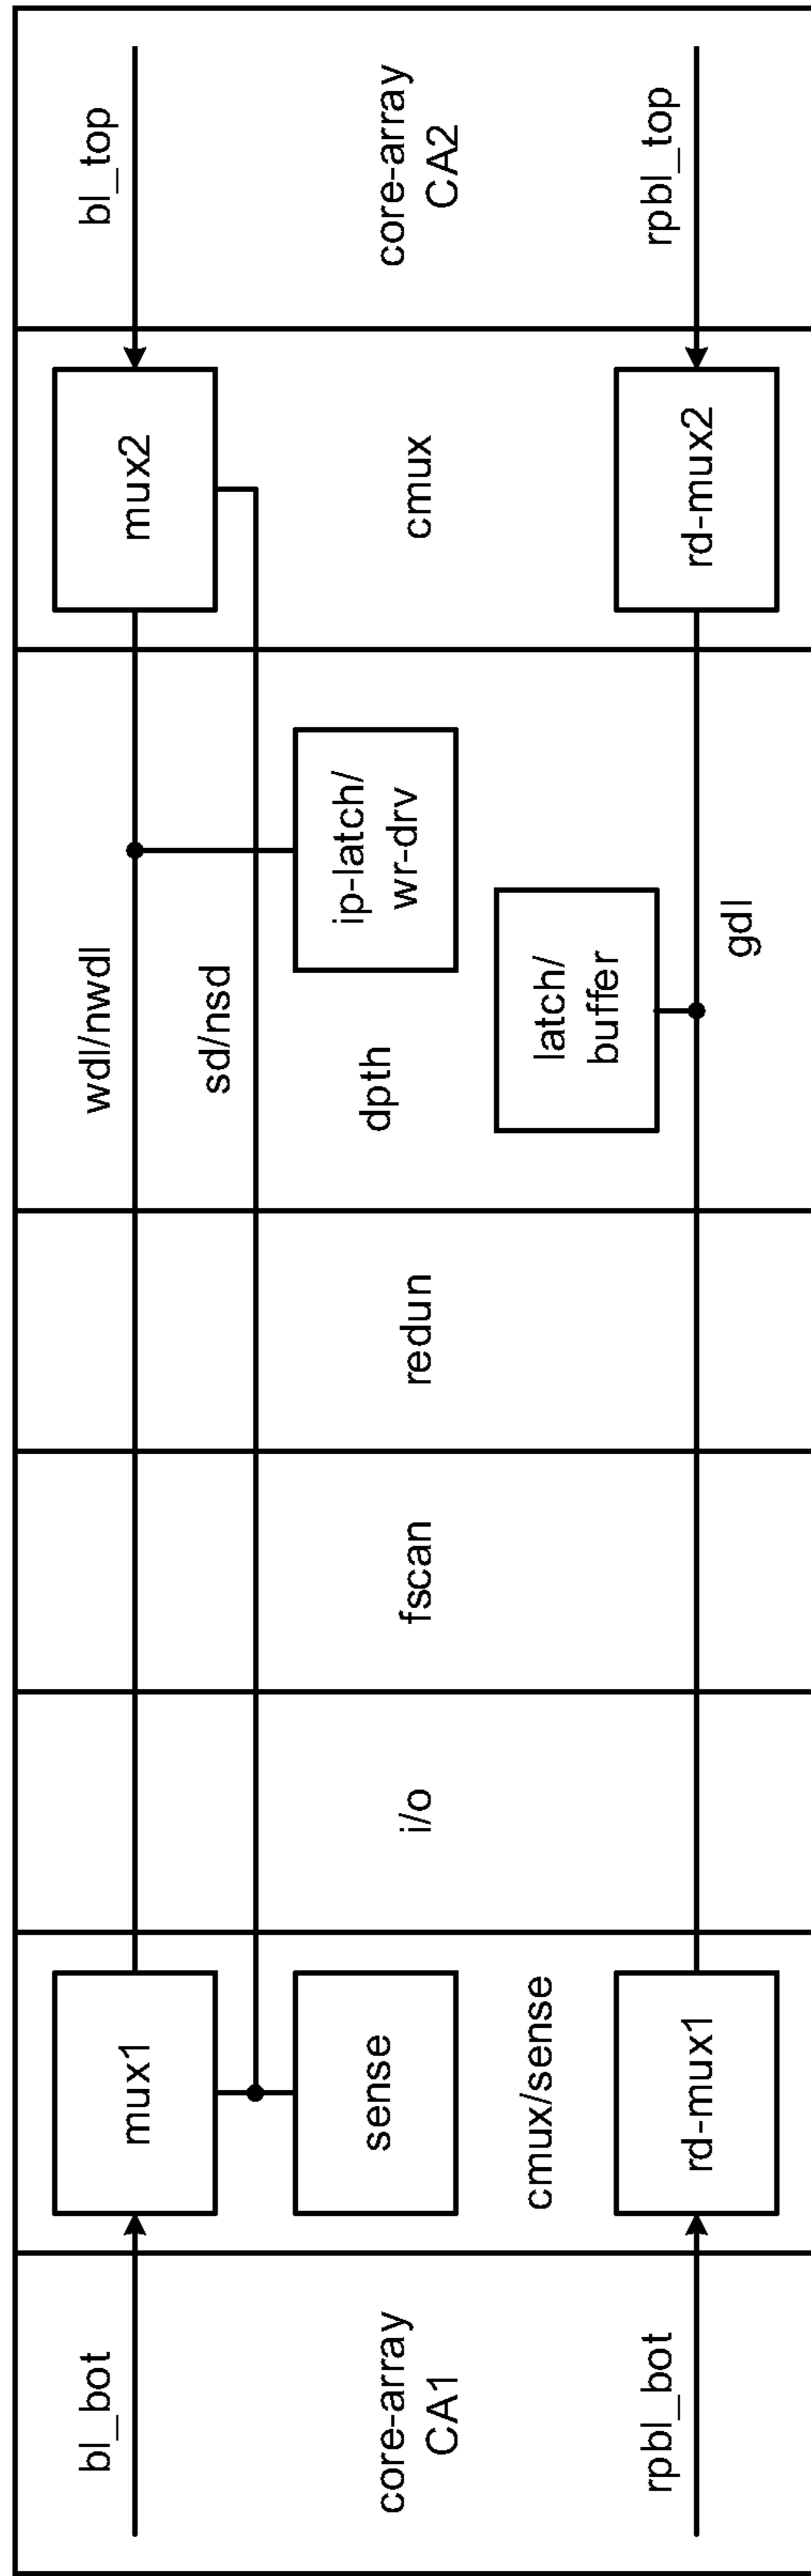 bl_bot
core-array
CA1
rpbl_bot
mux1
sense
cmux/sense
rd-mux1
i/o
fscan
redun
wdl/nwdl
sd/nsd
dpth
ip-latch/
wr-drv
latch/
buffer
gdl
mux2
cmux
rd-mux2
bl_top
core-array
CA2
rpbl_top